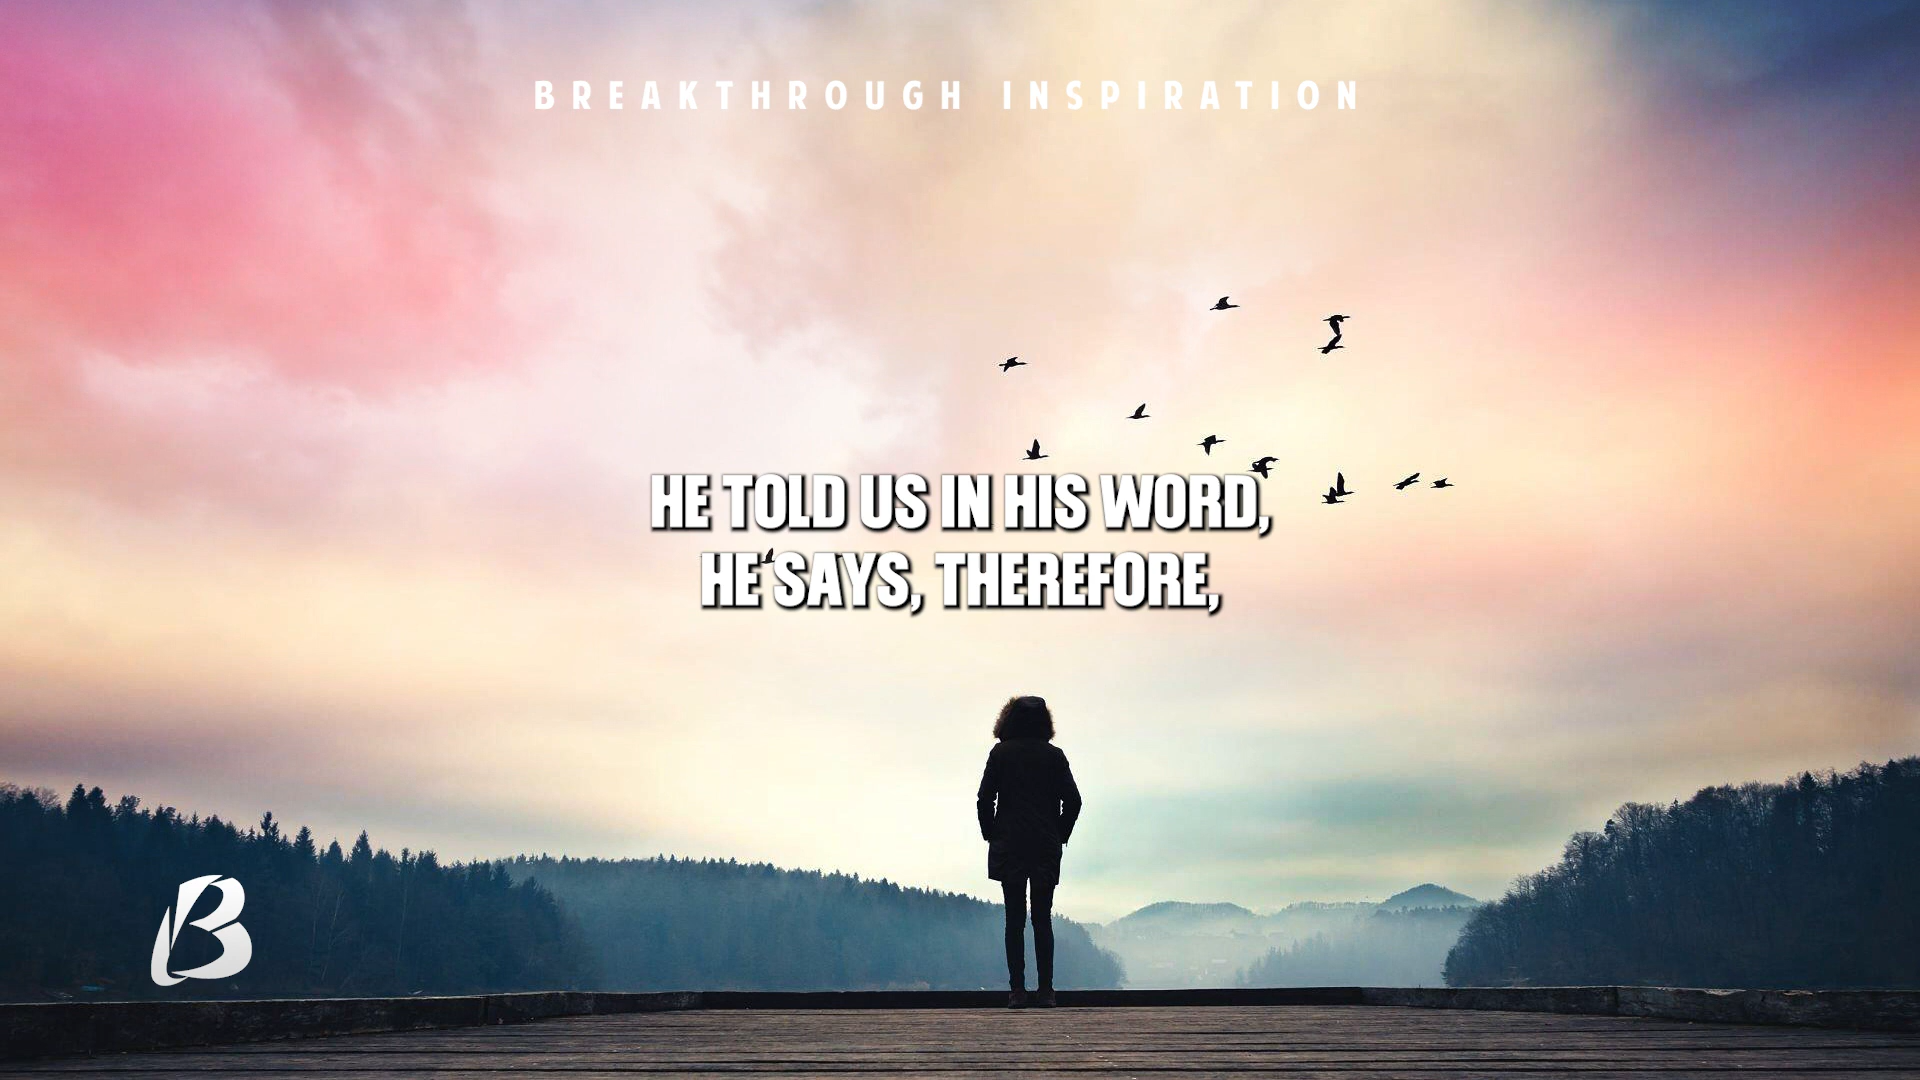 BREAKTHROUGH INSPIRATION
HE TOLD US IN HIS WORD,
HE SAYS, THEREFORE,
B